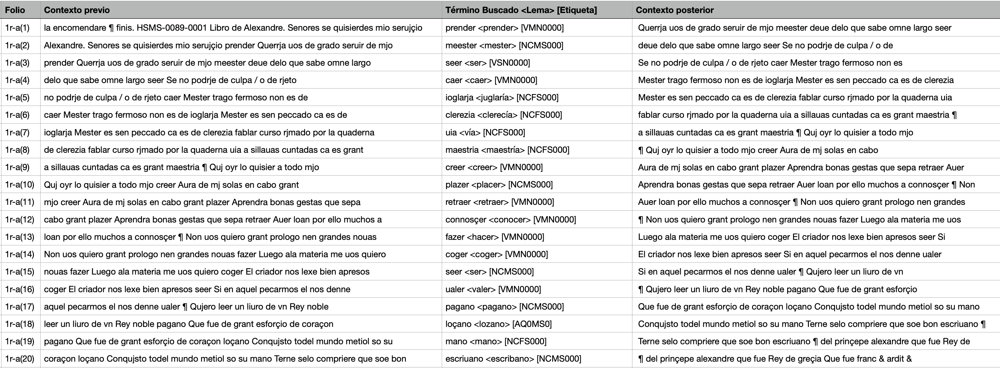 Folio Contexto previo Término Buscado <Lema> [Etiqueta] Contexto posterior
1r-a(1) la encomendare ¶ finis. HSMS-0089-0001 Libro de Alexandre. Senores se quisierdes mio serujçio prender <prender> [VMN0000] Querrja uos de grado seruir de mjo meester deue delo que sabe omne largo seer
1r-a(2) Alexandre. Senores se quisierdes mio serujçio prender Querrja uos de grado seruir de mjo meester <mester> [NCMS000] deue delo que sabe omne largo seer Se no podrje de culpa / o de
1r-a(3) prender Querrja uos de grado seruir de mjo meester deue delo que sabe omne largo seer <ser> [VSN0000] Se no podrje de culpa / o de rjeto caer Mester trago fermoso non es
1r-a(4) delo que sabe omne largo seer Se no podrje de culpa / o de rjeto caer <caer> [VMN0000] Mester trago fermoso non es de ioglarja Mester es sen peccado ca es de clerezia
1r-a(5) no podrje de culpa / o de rjeto caer Mester trago fermoso non es de ioglarja <juglaría> [NCFS000] Mester es sen peccado ca es de clerezia fablar curso rjmado por la quaderna uia
1r-a(6) caer Mester trago fermoso non es de ioglarja Mester es sen peccado ca es de clerezia <clerecía> [NCFS000] fablar curso rjmado por la quaderna uia a sillauas cuntadas ca es grant maestria ¶
1r-a(7) ioglarja Mester es sen peccado ca es de clerezia fablar curso rjmado por la quaderna uia <vía> [NCFS000] a sillauas cuntadas ca es grant maestria ¶ Quj oyr lo quisier a todo mjo
1r-a(8) de clerezia fablar curso rjmado por la quaderna uia a sillauas cuntadas ca es grant maestria <maestría> [NCFS000] ¶ Quj oyr lo quisier a todo mjo creer Aura de mj sola5 en cabo
1r-a(9) a sillauas cuntadas ca es grant maestria ¶ Quj oyr lo quisier a todo mjo creer <creer> [VMN0000] Aura de mj sola5 en cabo grant plazer Aprendra bonas gestas que sepa retraer Auer
1r-a(10) Quj oyr lo quisier a todo mjo creer Aura de mj sola5 en cabo grant plazer <placer> [NCMS000] Aprendra bonas gestas que sepa retraer Auer loan por ello muchos a connosçer ¶ Non
1r-a(11) mjo creer Aura de mj sola5 en cabo grant plazer Aprendra bonas gestas que sepa retraer <retraer> [VMN0000] Auer loan por ello muchos a connosçer ¶ Non uos quiero grant prologo nen grandes
1r-a(12) cabo grant plazer Aprendra bonas gestas que sepa retraer Auer loan por ello muchos a connosçer <conocer> [VMN0000] ¶ Non uos quiero grant prologo nen grandes nouas fazer Luego ala materia me uos
1r-a(13) loan por ello muchos a connosçer ¶ Non uos quiero grant prologo nen grandes nouas fazer <hacer> [VMN0000] Luego ala materia me uos quiero coger El criador nos lexe bien apresos seer Si
1r-a(14) Non uos quiero grant prologo nen grandes nouas fazer Luego ala materia me uos quiero coger <coger> [VMN0000] El criador nos lexe bien apresos seer Si en aquel pecarmos el nos denne ualer
1r-a(15) nouas fazer Luego ala materia me uos quiero coger El criador nos lexe bien apresos seer <ser> [NCMS000] Si en aquel pecarmos el nos denne ualer ¶ Qujero leer un liuro de vn
1r-a(16) coger El criador nos lexe bien apresos seer Si en aquel pecarmos el nos denne ualer <valer> [VMN0000] ¶ Qujero leer un liuro de vn Rey noble pagano Que fue de grant esforçio
1r-a(17) aquel pecarmos el nos denne ualer ¶ Qujero leer un liuro de vn Rey noble pagano <pagano> [NCMS000] Que fue de grant esforçio de coraçon loçano Conqujsto todel mundo metiol so su mano
1r-a(18) leer un liuro de vn Rey noble pagano Que fue de grant esforçio de coraçon loçano <lozano> [AQ0MS0] Conqujsto todel mundo metiol so su mano Terne selo compriere que soe bon escriuano ¶
1r-a(19) pagano Que fue de grant esforçio de coraçon loçano Conqujsto todel mundo metiol so su mano <mano> [NCFS000] Terne selo compriere que soe bon escriuano ¶ del prinçepe alexandre que fue Rey de
1r-a(20) coraçon loçano Conqujsto todel mundo metiol so su mano Terne selo compriere que soe bon escriuano <escribano> [NCMS000] ¶ del prinçepe alexandre que fue Rey de greçia Que fue franc & ardit &